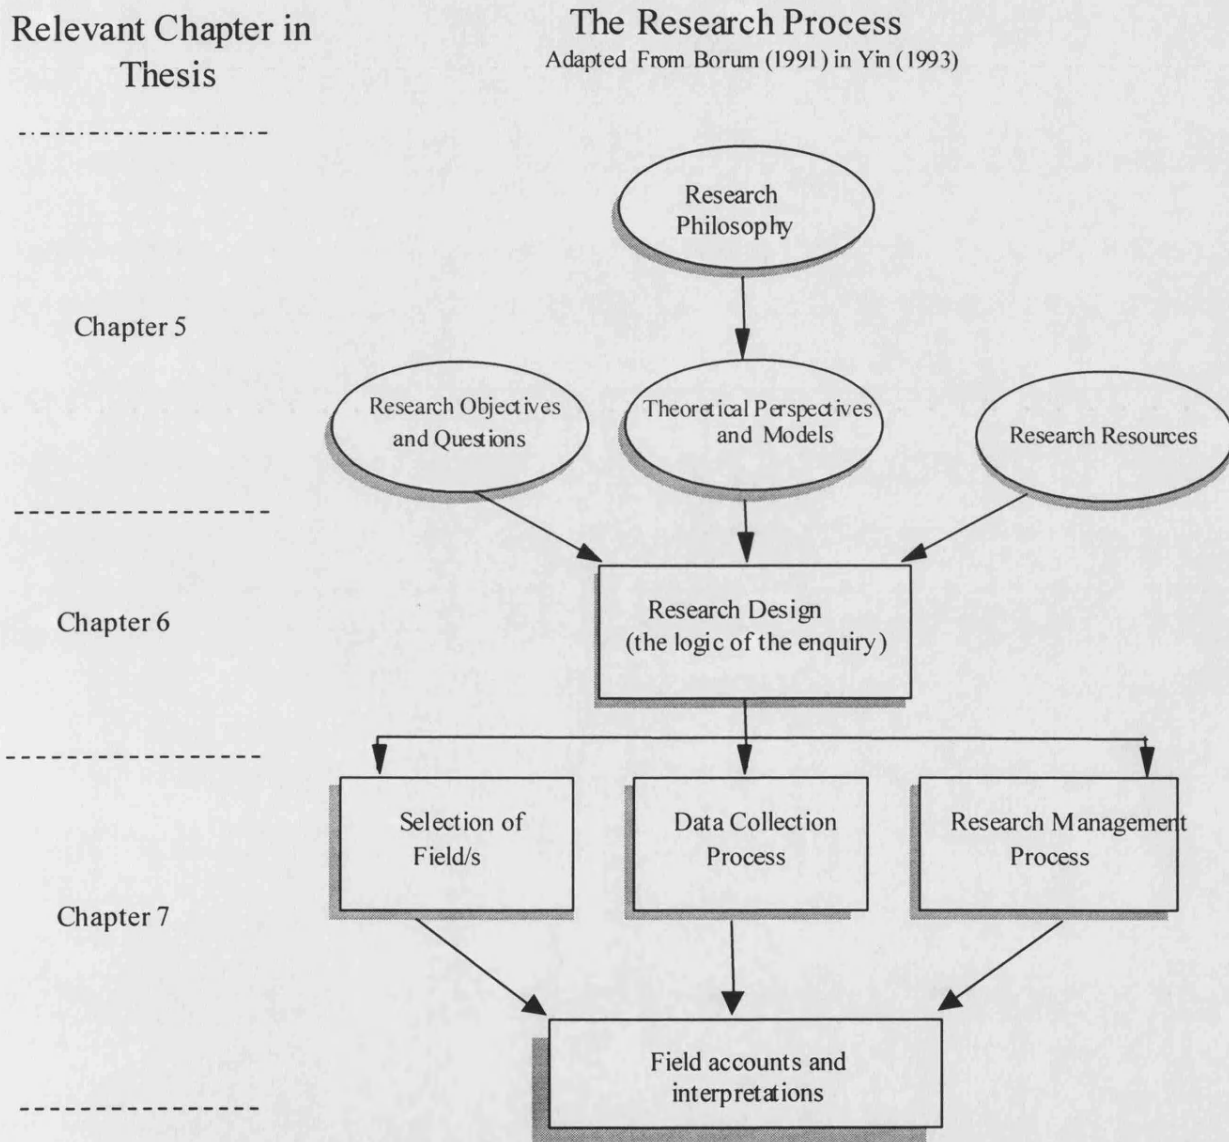 Relevant Chapter in
Thesis
The Research Process
Adapted From Borum (1991) in Yin (1993)
Research
Philosophy
Chapter 5
Research Objectives
and Questions
Theoretical Perspectives
and Models
Research Resources
Chapter 6
Research Design
(the logic of the enquiry)
Selection of
Field/s
Data Collection
Process
Research Management
Process
Chapter 7
Field accounts and
interpretations